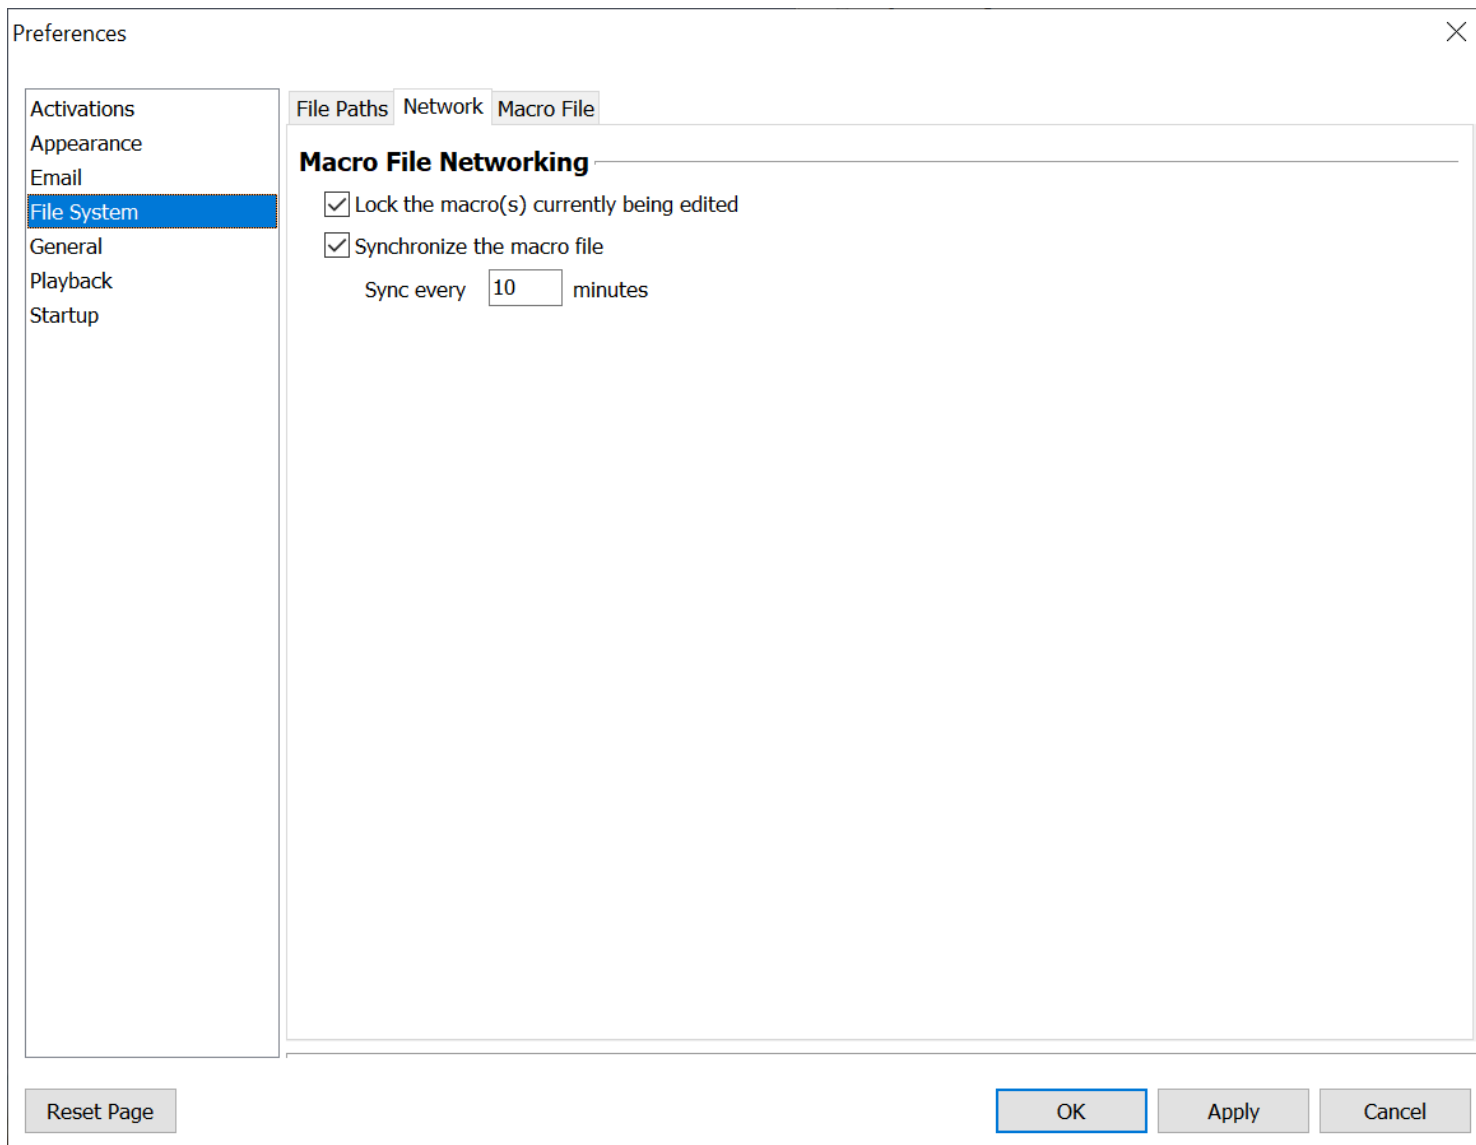 Preferences
Activations
Appearance
Email
File System
General
Playback
Startup
File Paths Network Macro File
Macro File Networking
Lock the macro(s) currently being edited
Synchronize the macro file
Sync every 10 minutes
Reset Page OK Apply Cancel